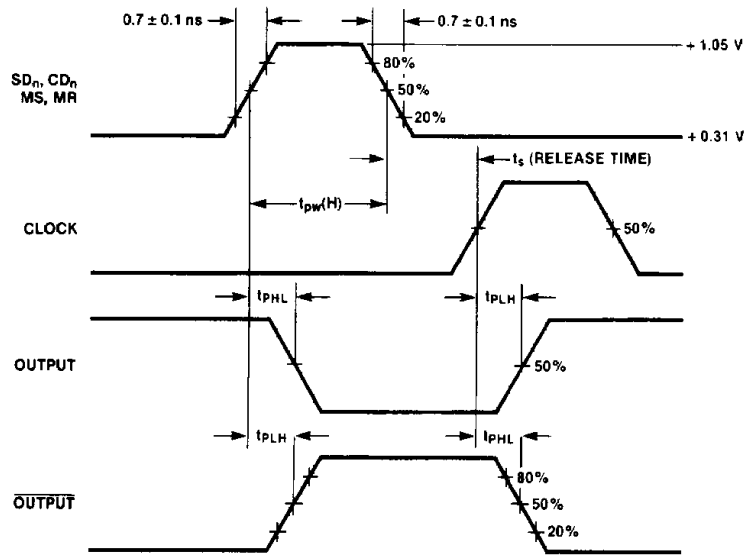 0.7 ± 0.1 ns
0.7 ± 0.1 ns
+ 1.05 V
SDn, CDn
MS, MR
80%
50%
20%
+ 0.31 V
ts (RELEASE TIME)
tpw(H)
CLOCK
50%
tPHL
tPLH
OUTPUT
50%
tPLH
tPHL
OUTPUT
80%
50%
20%